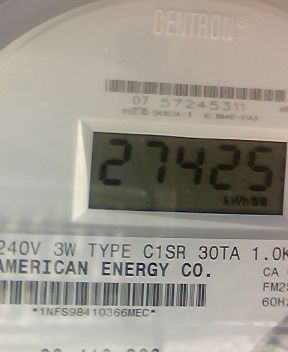 CENTRON®
07 57245311
27425
kWh
240V 3W TYPE C1SR 30TA 1.0K
AMERICAN ENERGY CO.
CA
FM2S
60HZ
*1NFS98410366MEC*